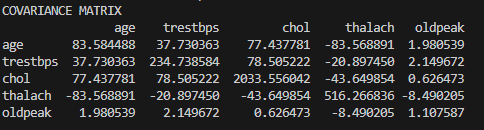 COVARIANCE MATRIX
age trestbps chol thalach oldpeak
age 83.584488 37.730363 77.437781 -83.568891 1.980539
trestbps 37.730363 234.738584 78.505222 -20.897450 2.149672
chol 77.437781 78.505222 2033.556042 -43.649854 0.626473
thalach -83.568891 -20.897450 -43.649854 516.266836 -8.490205
oldpeak 1.980539 2.149672 0.626473 -8.490205 1.107587